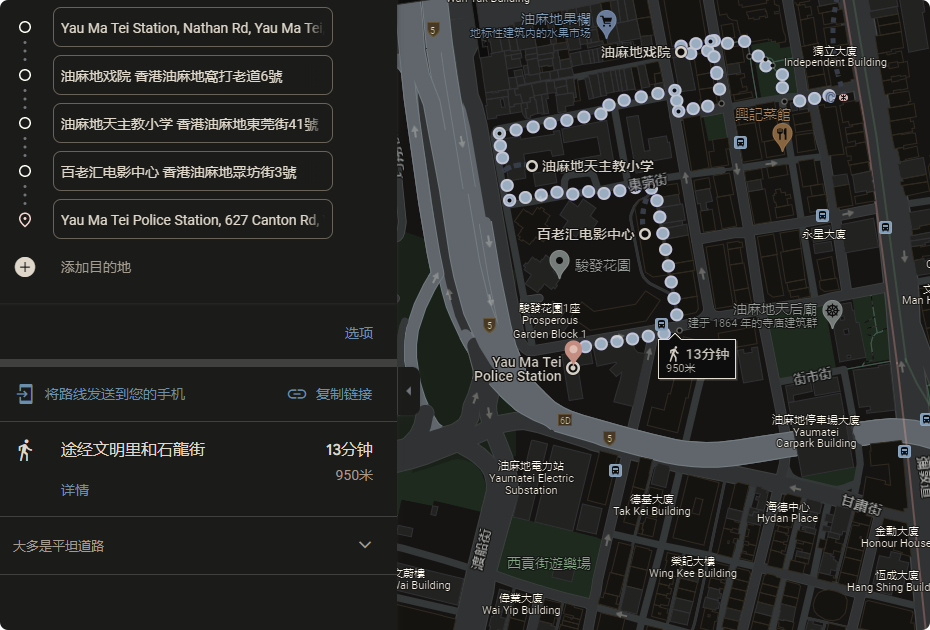 Yau Ma Tei Station, Nathan Rd, Yau Ma Tei,
油麻地戏院 香港油麻地窩打老道6號
油麻地天主教小学 香港油麻地東莞街41號
百老汇电影中心 香港油麻地眾坊街3號
Yau Ma Tei Police Station, 627 Canton Rd,
添加目的地
选项
将路线发送到您的手机
复制链接
途经文明里和石龍街
13分钟
950米
详情
大多是平坦道路
5
油麻地果欄
地标性建筑内的水果市场
油麻地戏院
獨立大廈
Independent Building
興記菜館
油麻地天主教小学
東莞街
百老汇电影中心
永星大廈
駿發花園
駿發花園1座
Prosperous
Garden Block 1
5
油麻地天后廟
建于 1864 年的寺庙建筑群
Man H
Yau Ma Tei
Police Station
13分钟
950米
街市街
6D
5
油麻地停車場大廈
Yaumatei
Carpark Building
油麻地電力站
Yaumatei Electric
Substation
德基大廈
Tak Kei Building
海德中心
Hydan Place
甘肅街
金勳大廈
Honour House
渡船街
西貢街遊樂場
榮記大樓
Wing Kee Building
恆成大廈
Hang Shing Build
文蔚樓
Vai Building
偉業大廈
Wai Yip Building